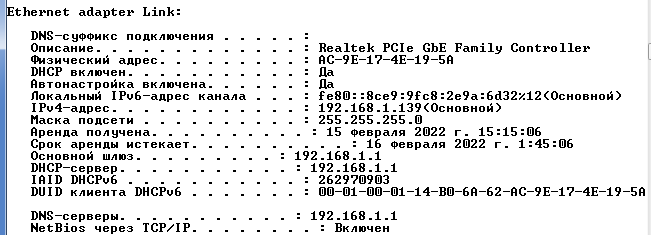 Ethernet adapter Link:
DNS-суффикс подключения . . . . . :
Описание. . . . . . . . . . . . . : Realtek PCIe GbE Family Controller
Физический адрес. . . . . . . . . : AC-9E-17-4E-19-5A
DHCP включен. . . . . . . . . . . : Да
Автонастройка включена. . . . . . : Да
Локальный IPv6-адрес канала . . . : fe80::8ce9:9fc8:2e9a:6d32%12(Основной)
IPv4-адрес. . . . . . . . . . . . : 192.168.1.139(Основной)
Маска подсети . . . . . . . . . . : 255.255.255.0
Аренда получена. . . . . . . . . . : 15 февраля 2022 г. 15:15:06
Срок аренды истекает. . . . . . . . . . : 16 февраля 2022 г. 1:45:06
Основной шлюз. . . . . . . . . : 192.168.1.1
DHCP-сервер. . . . . . . . . . . : 192.168.1.1
IAID DHCPv6 . . . . . . . . . . . : 262970903
DUID клиента DHCPv6 . . . . . . . : 00-01-00-01-14-B0-6A-62-AC-9E-17-4E-19-5A
DNS-серверы. . . . . . . . . . . : 192.168.1.1
NetBios через TCP/IP. . . . . . . . : Включен